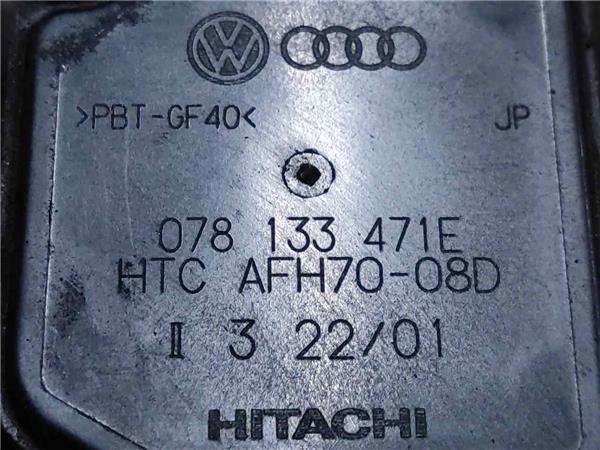 >PBT-GF40< JP
078 133 471E
HTC AFH70-08D
II 3 22/01
HITACHI